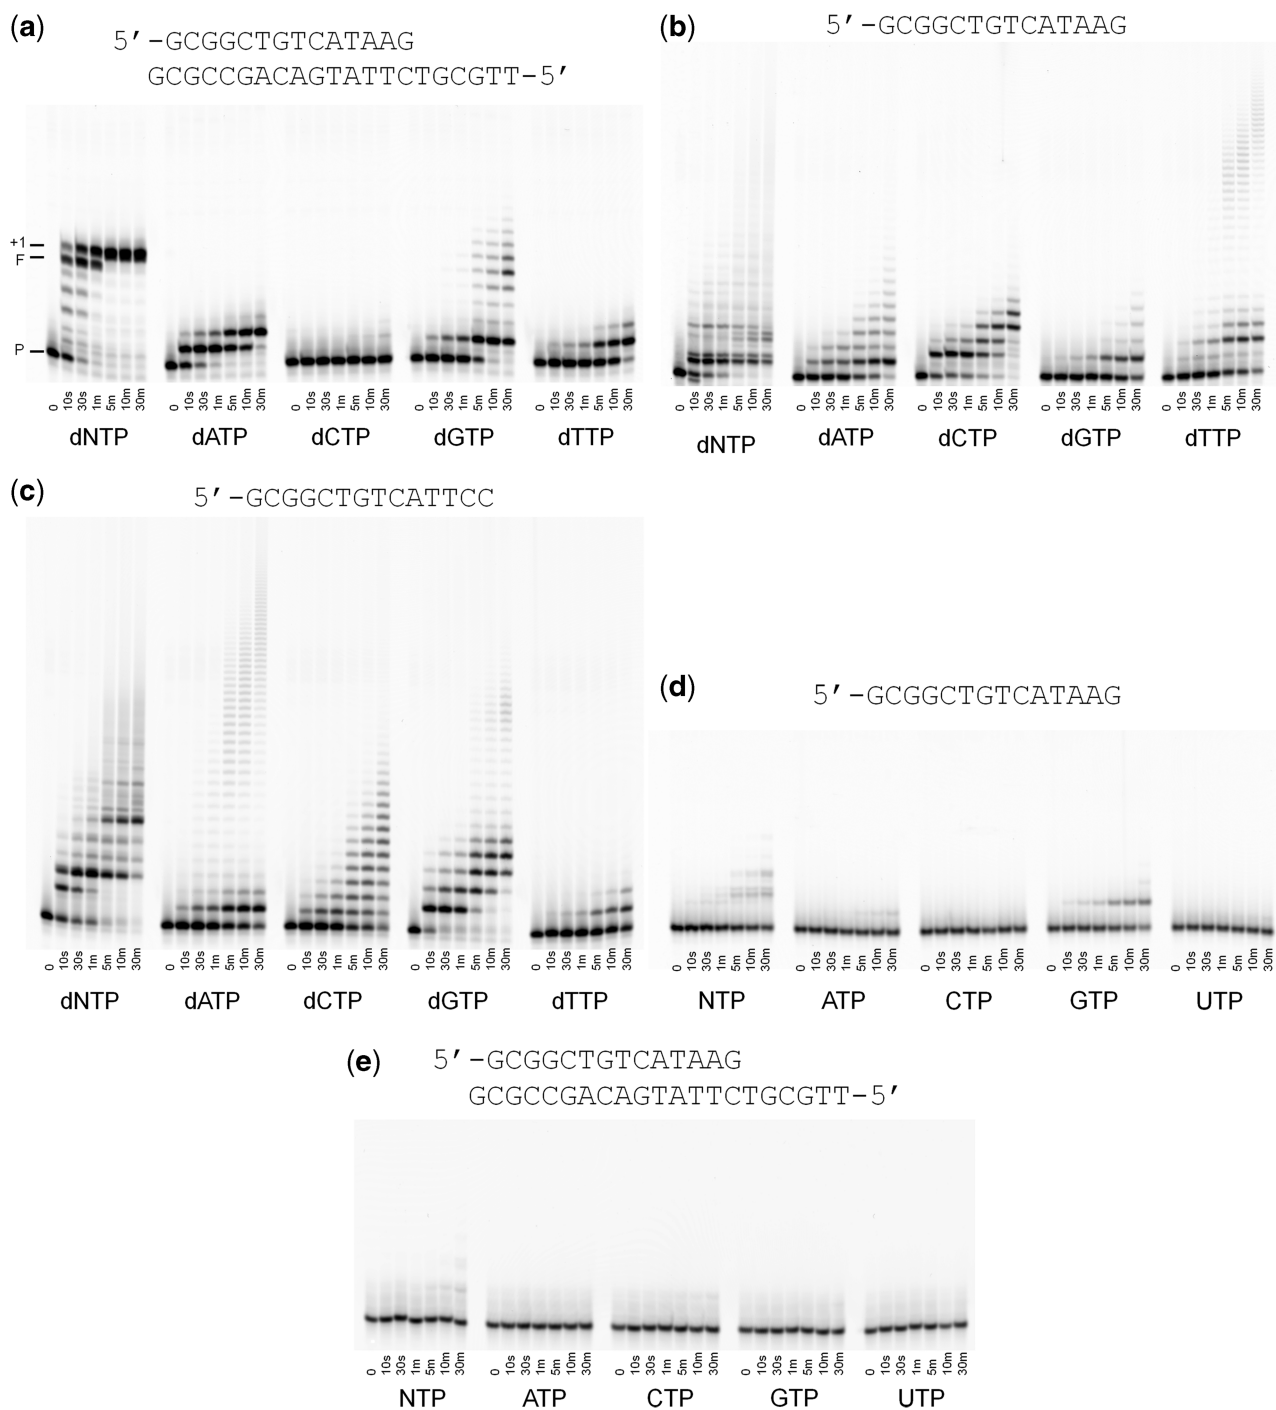 (a)
5′-GCGGCTGTCATAAG
GCGCCGACAGTATTCTGCGTT-5′
+1
F
P
0 10s 30s 1m 5m 10m 30m 0 10s 30s 1m 5m 10m 30m 0 10s 30s 1m 5m 10m 30m 0 10s 30s 1m 5m 10m 30m 0 10s 30s 1m 5m 10m 30m
dNTP dATP dCTP dGTP dTTP
(b)
5′-GCGGCTGTCATAAG
0 10s 30s 1m 5m 10m 30m 0 10s 30s 1m 5m 10m 30m 0 10s 30s 1m 5m 10m 30m 0 10s 30s 1m 5m 10m 30m 0 10s 30s 1m 5m 10m 30m
dNTP dATP dCTP dGTP dTTP
(c)
5′-GCGGCTGTCATTCC
0 10s 30s 1m 5m 10m 30m 0 10s 30s 1m 5m 10m 30m 0 10s 30s 1m 5m 10m 30m 0 10s 30s 1m 5m 10m 30m 0 10s 30s 1m 5m 10m 30m
dNTP dATP dCTP dGTP dTTP
(d)
5′-GCGGCTGTCATAAG
0 10s 30s 1m 5m 10m 30m 0 10s 30s 1m 5m 10m 30m 0 10s 30s 1m 5m 10m 30m 0 10s 30s 1m 5m 10m 30m 0 10s 30s 1m 5m 10m 30m
NTP ATP CTP GTP UTP
(e)
5′-GCGGCTGTCATAAG
GCGCCGACAGTATTCTGCGTT-5′
0 10s 30s 1m 5m 10m 30m 0 10s 30s 1m 5m 10m 30m 0 10s 30s 1m 5m 10m 30m 0 10s 30s 1m 5m 10m 30m 0 10s 30s 1m 5m 10m 30m
NTP ATP CTP GTP UTP